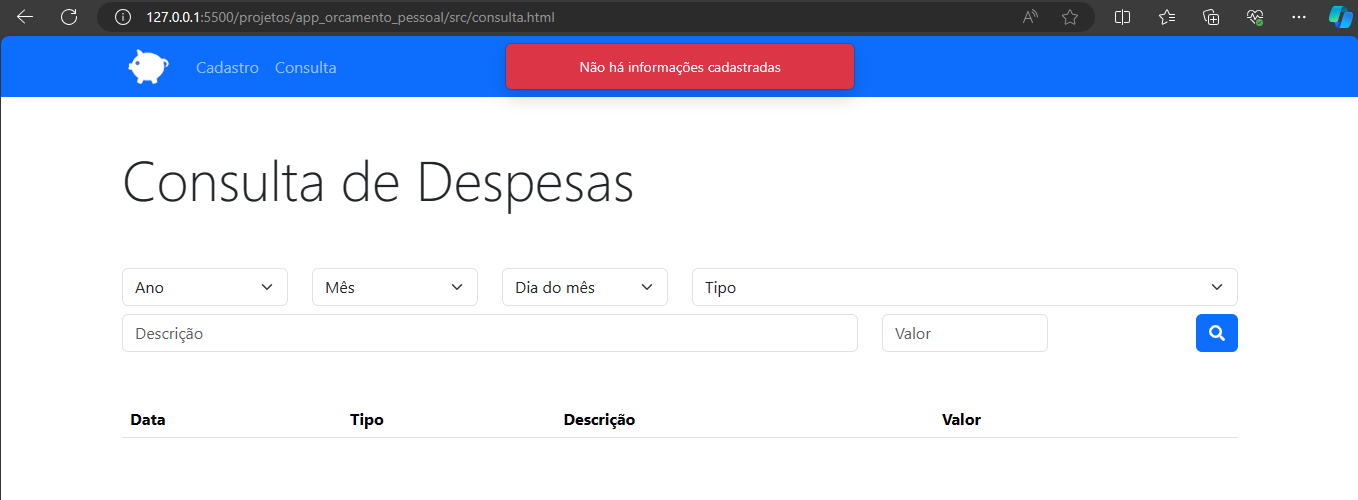 127.0.0.1:5500/projetos/app_orcamento_pessoal/src/consulta.html
Cadastro Consulta
Não há informações cadastradas
Consulta de Despesas
Ano Mês Dia do mês Tipo
Descrição Valor
Data Tipo Descrição Valor